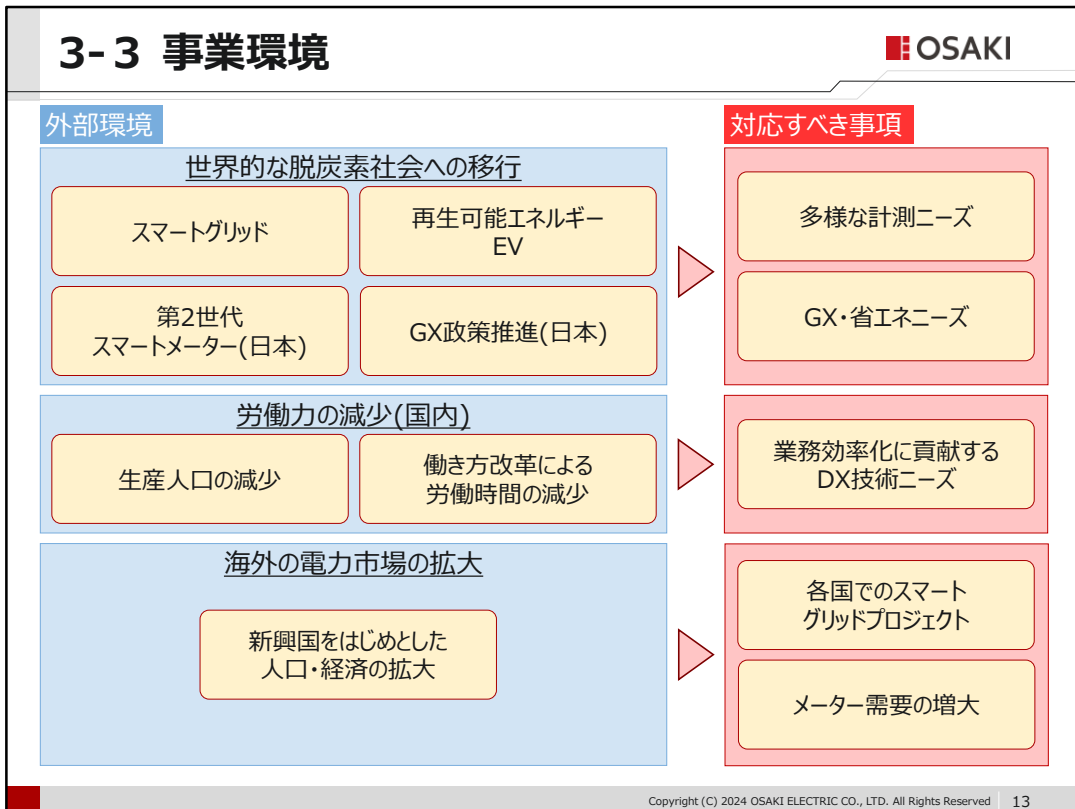 3-3 事業環境
OSAKI
外部環境
対応すべき事項
世界的な脱炭素社会への移行
スマートグリッド
再生可能エネルギー
EV
第2世代
スマートメーター(日本)
GX政策推進(日本)
多様な計測ニーズ
GX・省エネニーズ
労働力の減少(国内)
生産人口の減少
働き方改革による
労働時間の減少
業務効率化に貢献する
DX技術ニーズ
海外の電力市場の拡大
新興国をはじめとした
人口・経済の拡大
各国でのスマート
グリッドプロジェクト
メーター需要の増大
Copyright (C) 2024 OSAKI ELECTRIC CO., LTD. All Rights Reserved 13